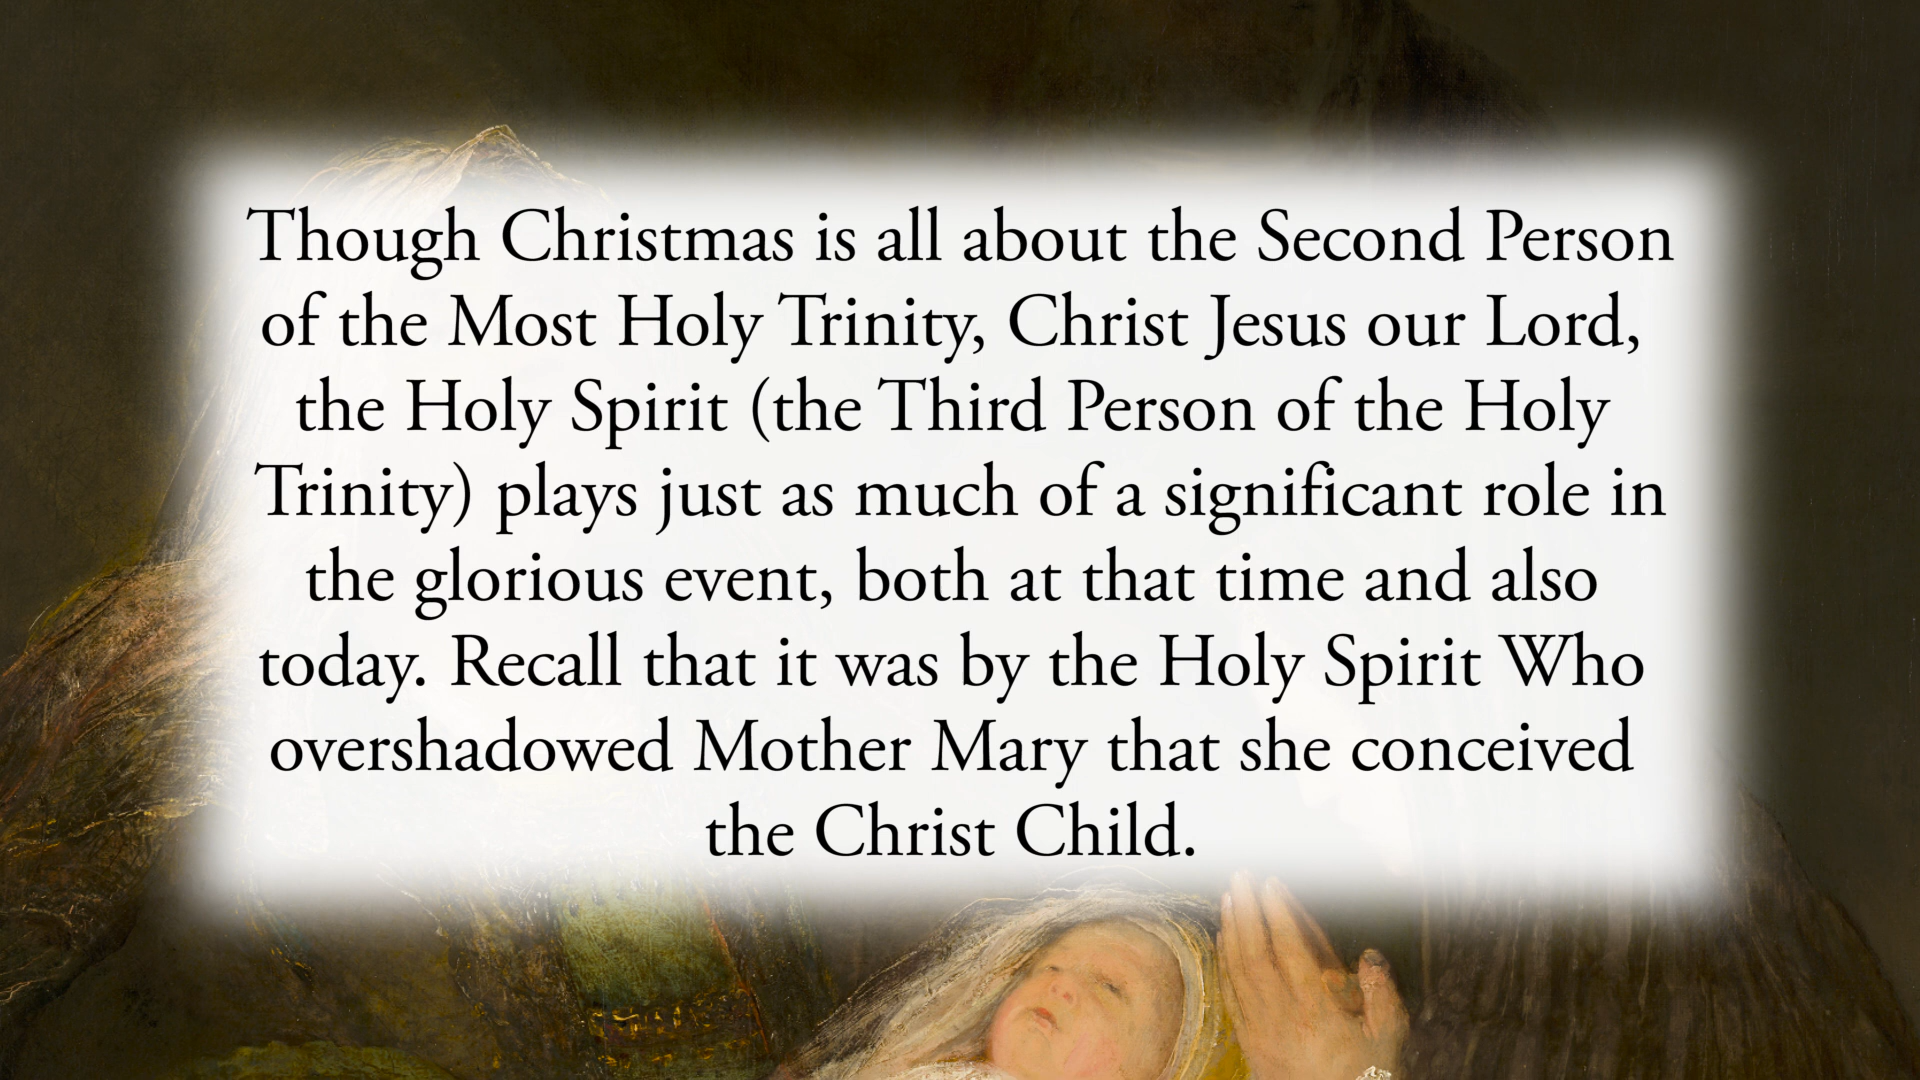 Though Christmas is all about the Second Person
of the Most Holy Trinity, Christ Jesus our Lord,
the Holy Spirit (the Third Person of the Holy
Trinity) plays just as much of a significant role in
the glorious event, both at that time and also
today. Recall that it was by the Holy Spirit Who
overshadowed Mother Mary that she conceived
the Christ Child.